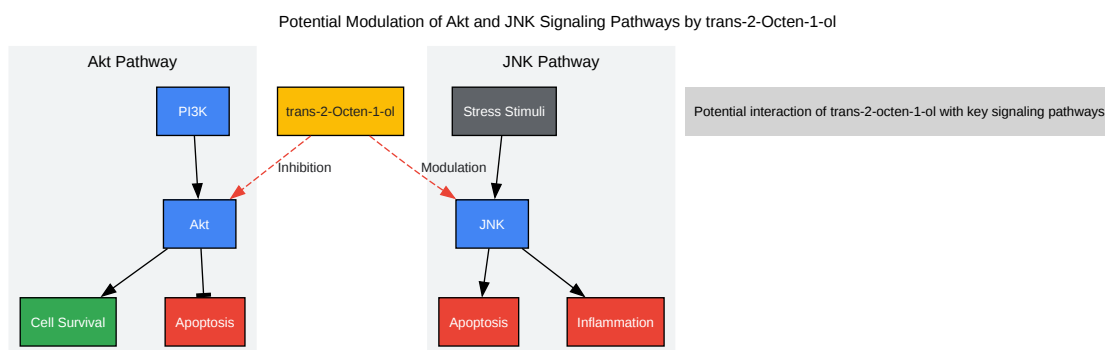 Potential Modulation of Akt and JNK Signaling Pathways by trans-2-Octen-1-ol
Akt Pathway
JNK Pathway
PI3K
trans-2-Octen-1-ol
Stress Stimuli
Potential interaction of trans-2-octen-1-ol with key signaling pathways
Inhibition
Modulation
Akt
JNK
Cell Survival
Apoptosis
Apoptosis
Inflammation